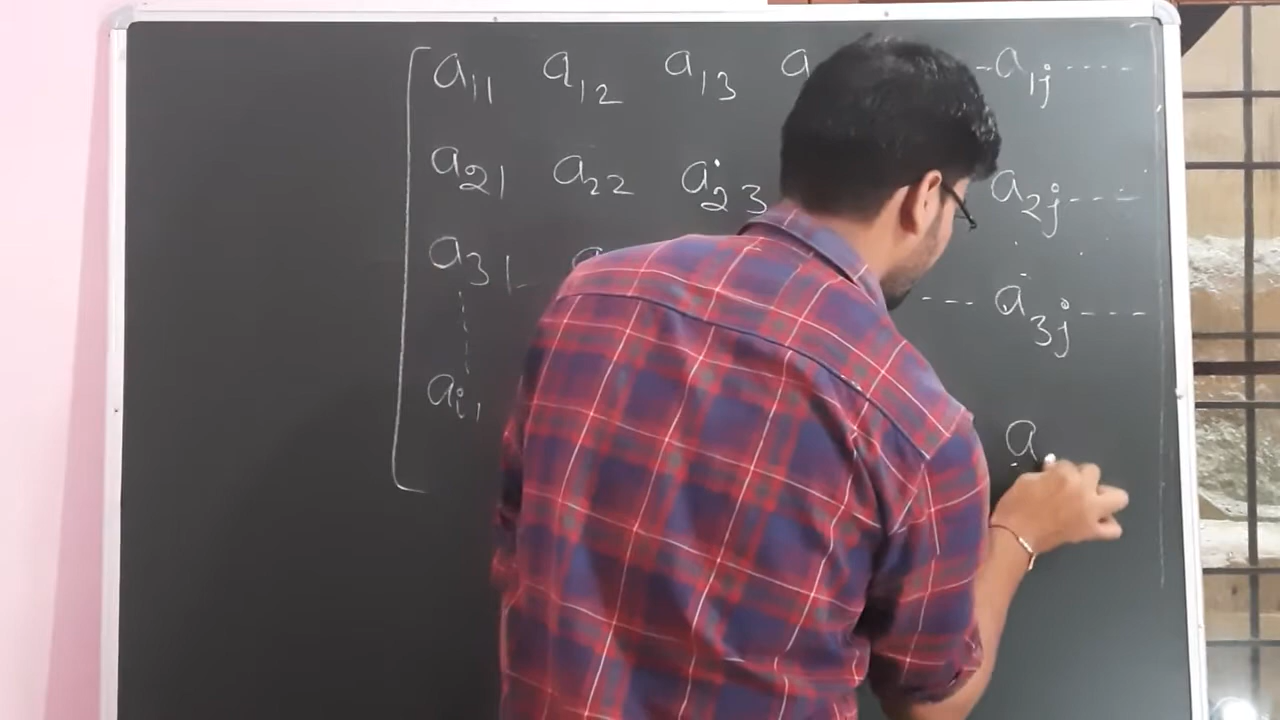 a11 a12 a13 a -a1j-----
a21 a22 a23 a2j----
a31 --- a3j----
ai1 a